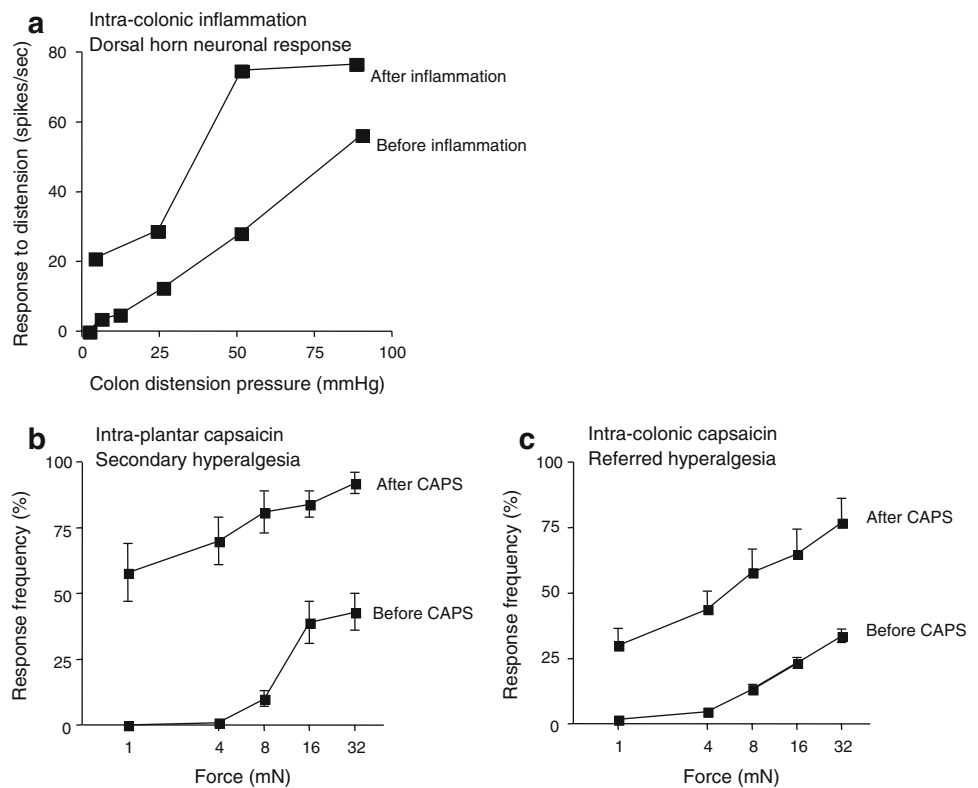 a
Intra-colonic inflammation
Dorsal horn neuronal response
Response to distension (spikes/sec)
80
60
40
20
0
After inflammation
Before inflammation
0 25 50 75 100
Colon distension pressure (mmHg)
b
Intra-plantar capsaicin
Secondary hyperalgesia
Response frequency (%)
100
75
50
25
0
After CAPS
Before CAPS
1 4 8 16 32
Force (mN)
c
Intra-colonic capsaicin
Referred hyperalgesia
Response frequency (%)
100
75
50
25
0
After CAPS
Before CAPS
1 4 8 16 32
Force (mN)